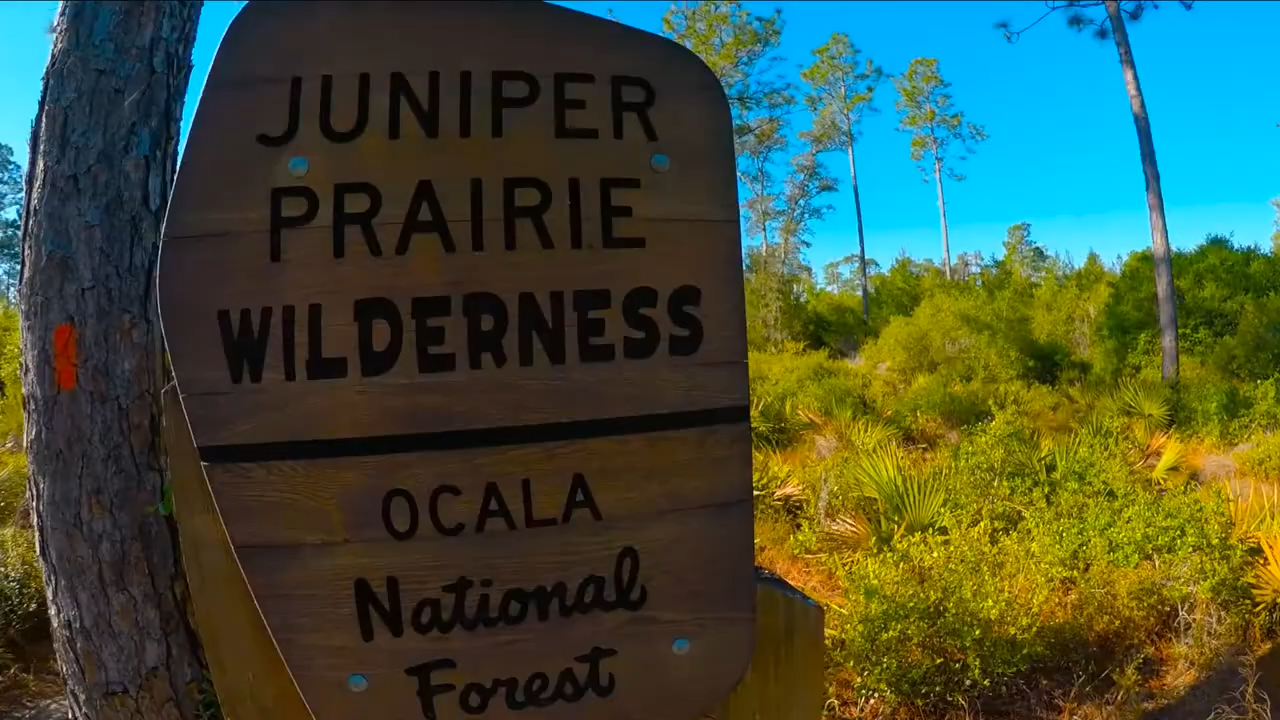 JUNIPER
PRAIRIE
WILDERNESS
OCALA
National
Forest